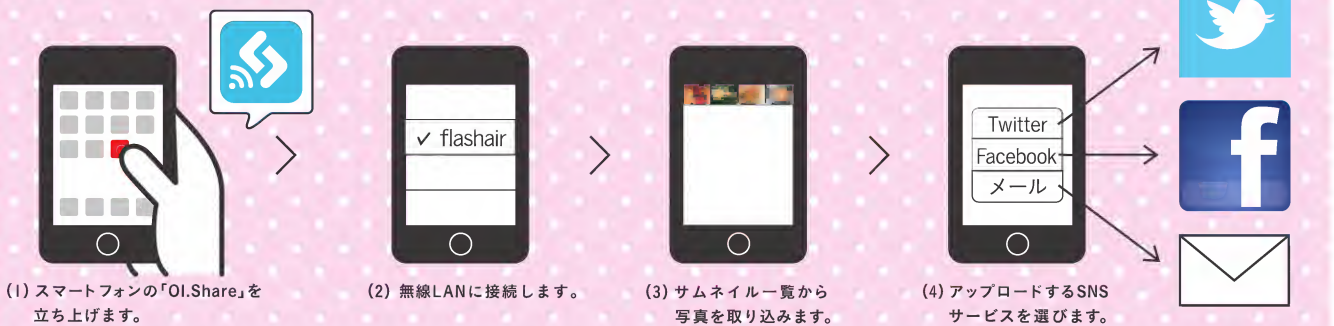 ✓ flashair
Twitter
Facebook
メール
f
(1) スマートフォンの「OI.Share」を
立ち上げます。
(2) 無線LANに接続します。
(3) サムネイル一覧から
写真を取り込みます。
(4) アップロードするSNS
サービスを選びます。